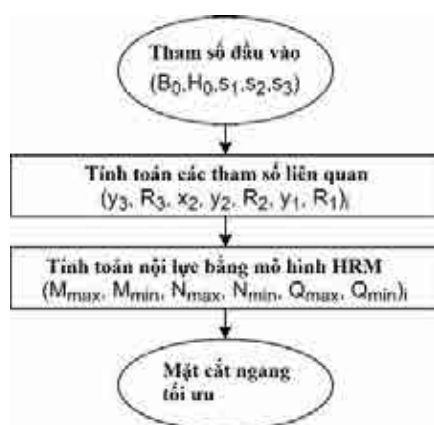 Tham số đầu vào
(B₀,H₀,s₁,s₂,s₃)
Tính toán các tham số liên quan
(y₃, R₃, x₂, y₂, R₂, y₁, R₁)ᵢ
Tính toán nội lực bằng mô hình HRM
(Mmax, Mmin, Nmax, Nmin, Qmax, Qmin)ᵢ
Mặt cắt ngang
tối ưu